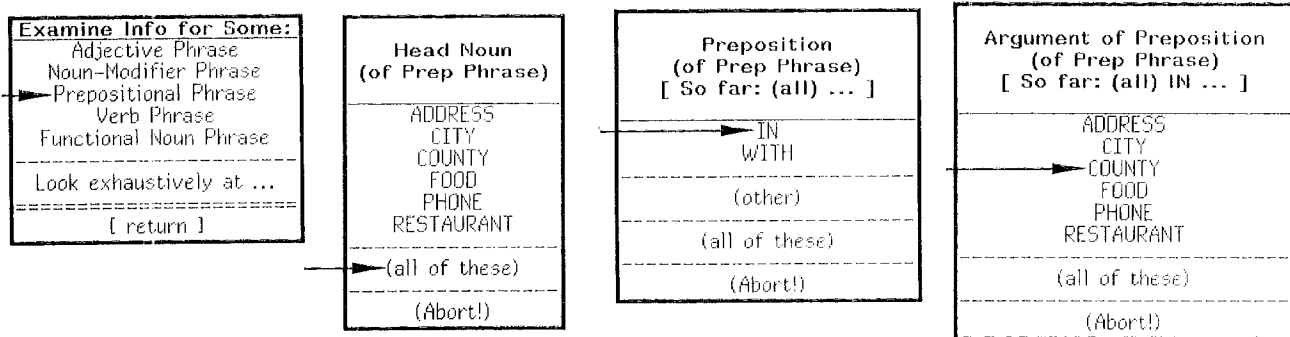 Examine Info for Some:
Adjective Phrase
Noun-Modifier Phrase
Prepositional Phrase
Verb Phrase
Functional Noun Phrase
Look exhaustively at ...
[ return ]
Head Noun
(of Prep Phrase)
ADDRESS
CITY
COUNTY
FOOD
PHONE
RESTAURANT
(all of these)
(Abort!)
Preposition
(of Prep Phrase)
[ So far: (all) ... ]
IN
WITH
(other)
(all of these)
(Abort!)
Argument of Preposition
(of Prep Phrase)
[ So far: (all) IN ... ]
ADDRESS
CITY
COUNTY
FOOD
PHONE
RESTAURANT
(all of these)
(Abort!)